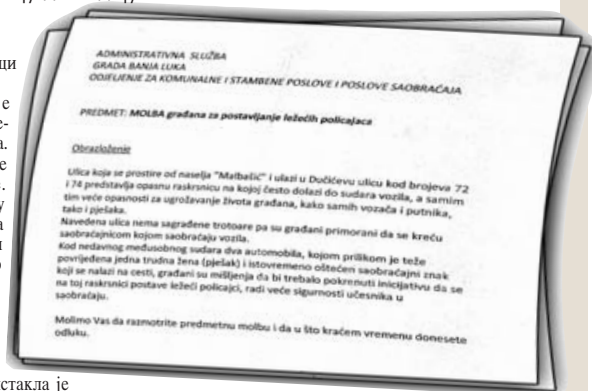 ADMINISTRATIVNA SLUŽBA
GRADA BANJA LUKA
ODJELJENJE ZA KOMUNALNE I STAMBENE POSLOVE I POSLOVE SAOBRAĆAJA
PREDMET: MOLBA građana za postavljanje ležećih policajaca
Obrazloženje
Ulica koja se prostire od naselja "Malbašić" i ulazi u Dučićevu ulicu kod brojeva 72
i 74 predstavlja opasnu raskrsnicu na kojoj često dolazi do sudara vozila, a samim
tim veće opasnosti za ugrožavanje života građana, kako samih vozača i putnika,
tako i pješaka.
Navedena ulica nema sagrađene trotoare pa su građani primorani da se kreću
saobraćajnicom kojom saobraćaju vozila.
Kod nedavnog međusobnog sudara dva automobila, kojom prilikom je teže
povrijeđena jedna trudna žena (pješak) i istovremeno oštećen saobraćajni znak
koji se nalazi na cesti, građani su mišljenja da bi trebalo pokrenuti inicijativu da se
na toj raskrsnici postave ležeći policajci, radi veće sigurnosti učesnika u
saobraćaju.
Molimo Vas da razmotrite predmetnu molbu i da u što kraćem vremenu donesete
odluku.